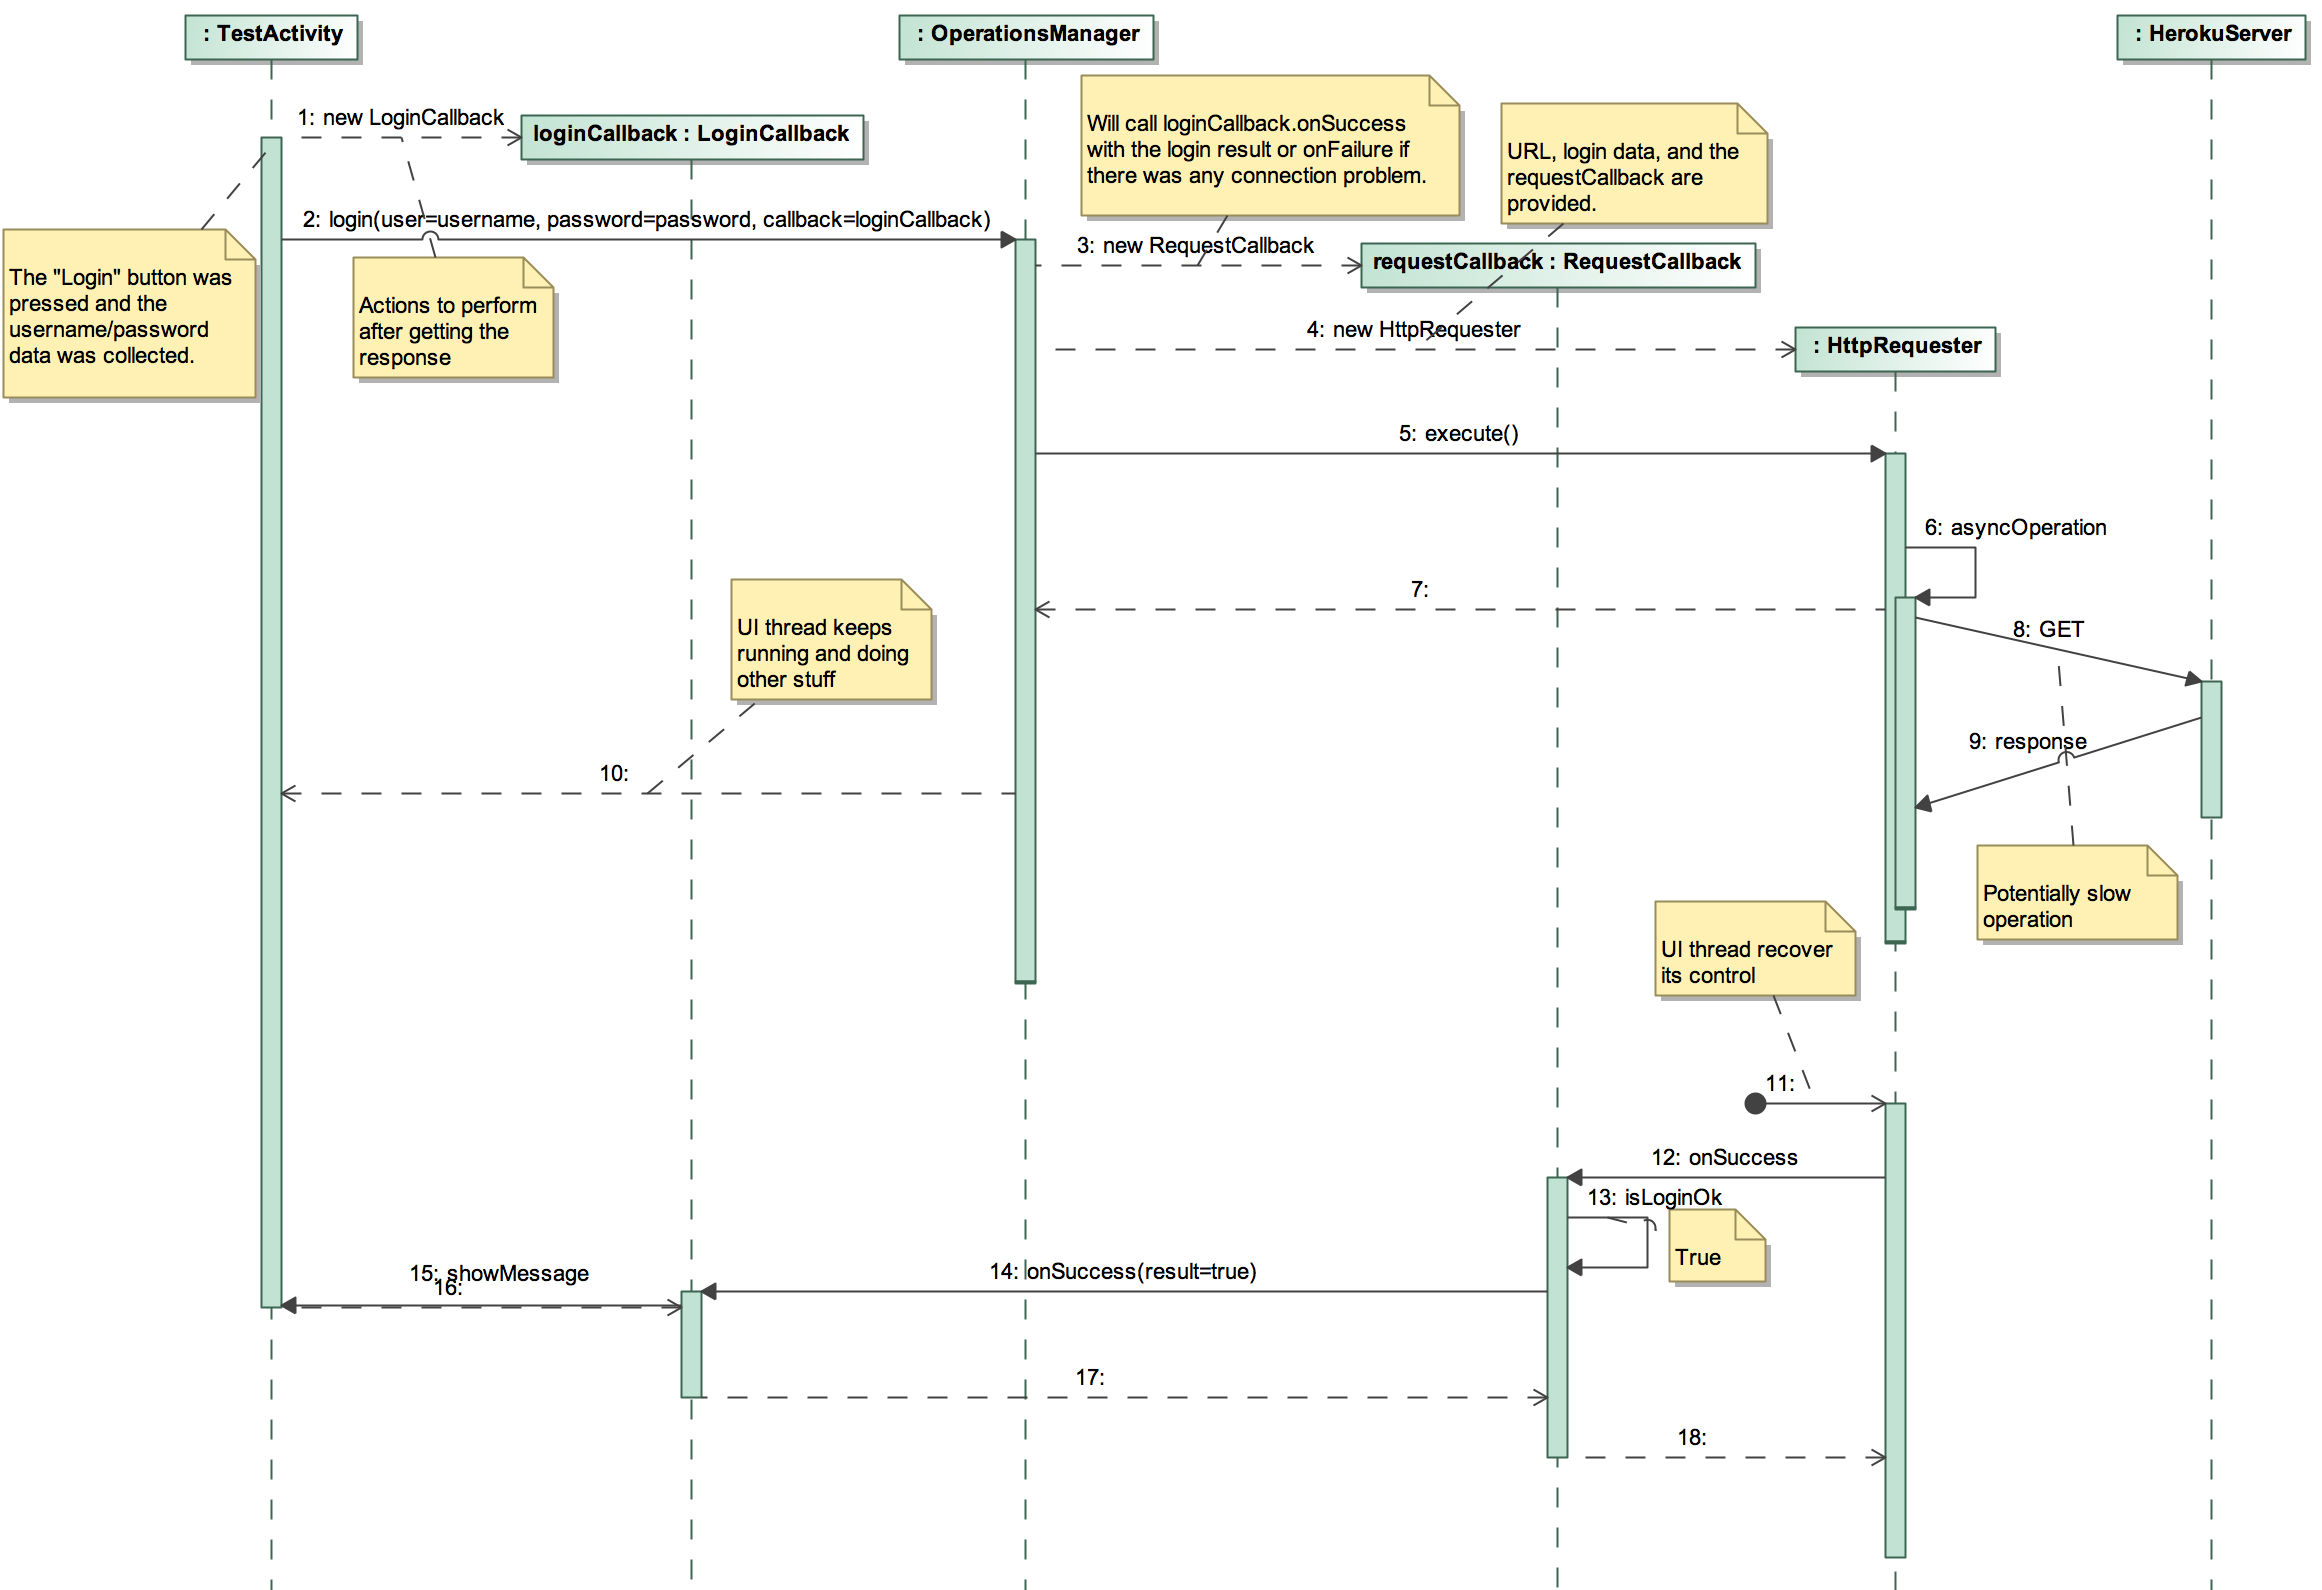 : TestActivity
: OperationsManager
: HerokuServer
1: new LoginCallback
loginCallback : LoginCallback
Will call loginCallback.onSuccess
with the login result or onFailure if
there was any connection problem.
URL, login data, and the
requestCallback are
provided.
2: login(user=username, password=password, callback=loginCallback)
3: new RequestCallback
requestCallback : RequestCallback
The "Login" button was
pressed and the
username/password
data was collected.
Actions to perform
after getting the
response
4: new HttpRequester
: HttpRequester
5: execute()
6: asyncOperation
7:
UI thread keeps
running and doing
other stuff
8: GET
9: response
10:
Potentially slow
operation
UI thread recover
its control
11:
12: onSuccess
13: isLoginOk
True
14: onSuccess(result=true)
15: showMessage
16:
17:
18: